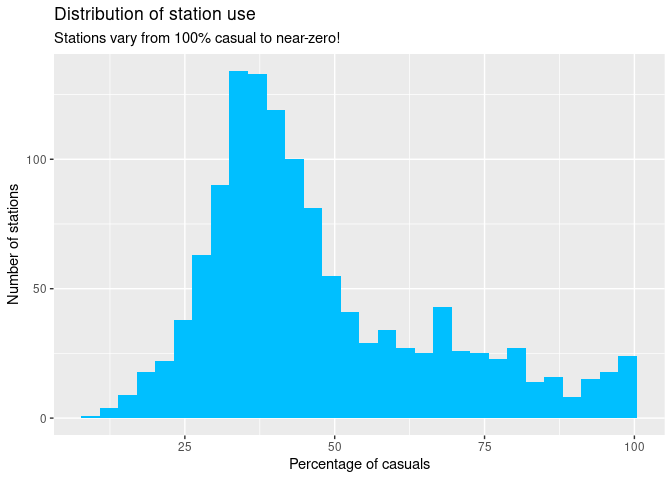 Distribution of station use
Stations vary from 100% casual to near-zero!
Number of stations
100
50
0
25
50
75
100
Percentage of casuals